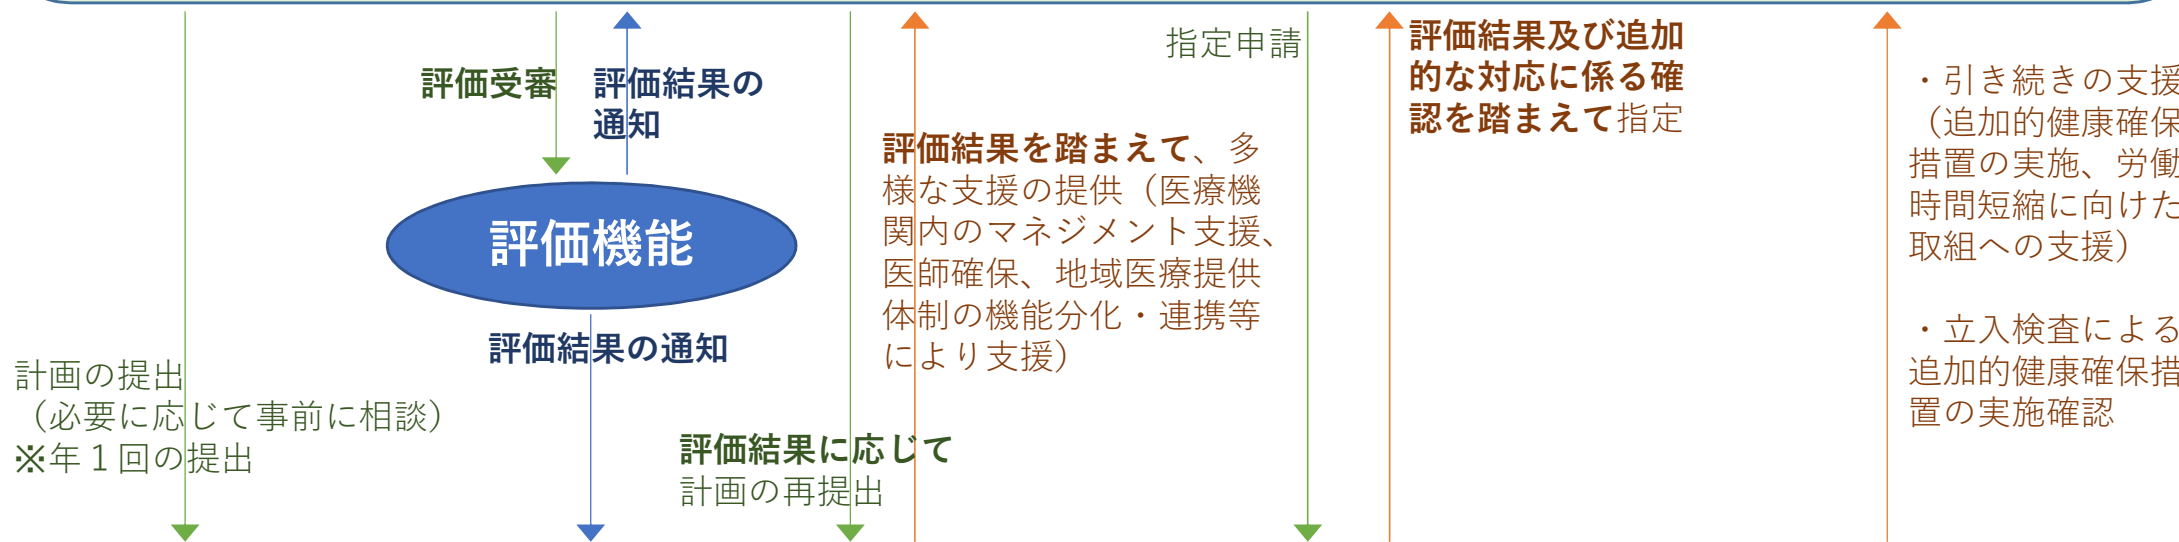 計画の提出
（必要に応じて事前に相談）
※年１回の提出
評価受審
評価結果の
通知
評価機能
評価結果の通知
評価結果に応じて
計画の再提出
評価結果を踏まえて、多
様な支援の提供（医療機
関内のマネジメント支援、
医師確保、地域医療提供
体制の機能分化・連携等
により支援）
指定申請
評価結果及び追加
的な対応に係る確
認を踏まえて指定
・引き続きの支援
（追加的健康確保
措置の実施、労働
時間短縮に向けた
取組への支援）
・立入検査による
追加的健康確保措
置の実施確認